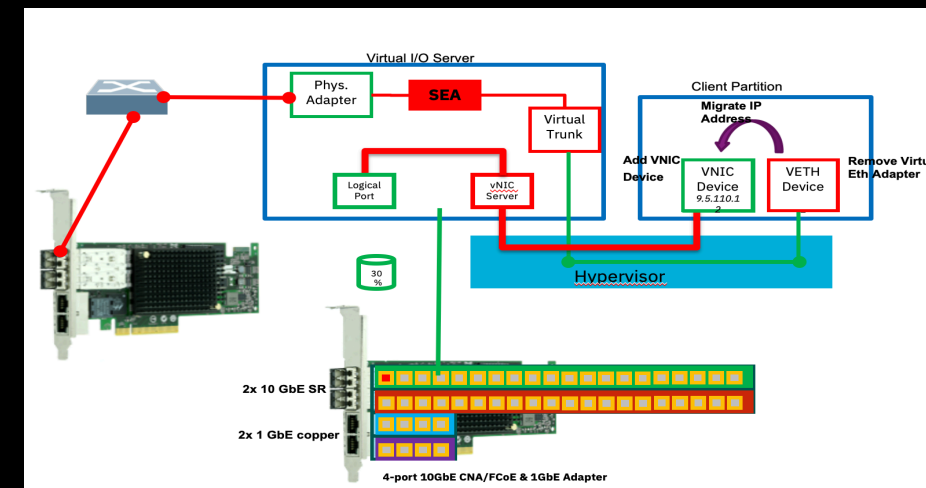 Virtual I/O Server
Phys.
Adapter
SEA
Virtual
Trunk
Logical
Port
vNIC
Server
Client Partition
Migrate IP
Address
Add VNIC
Device
VNIC
Device
9.5.110.1
2
VETH
Device
Remove Virtu
Eth Adapter
Hypervisor
30
%
2x 10 GbE SR
2x 1 GbE copper
4-port 10GbE CNA/FCoE & 1GbE Adapter